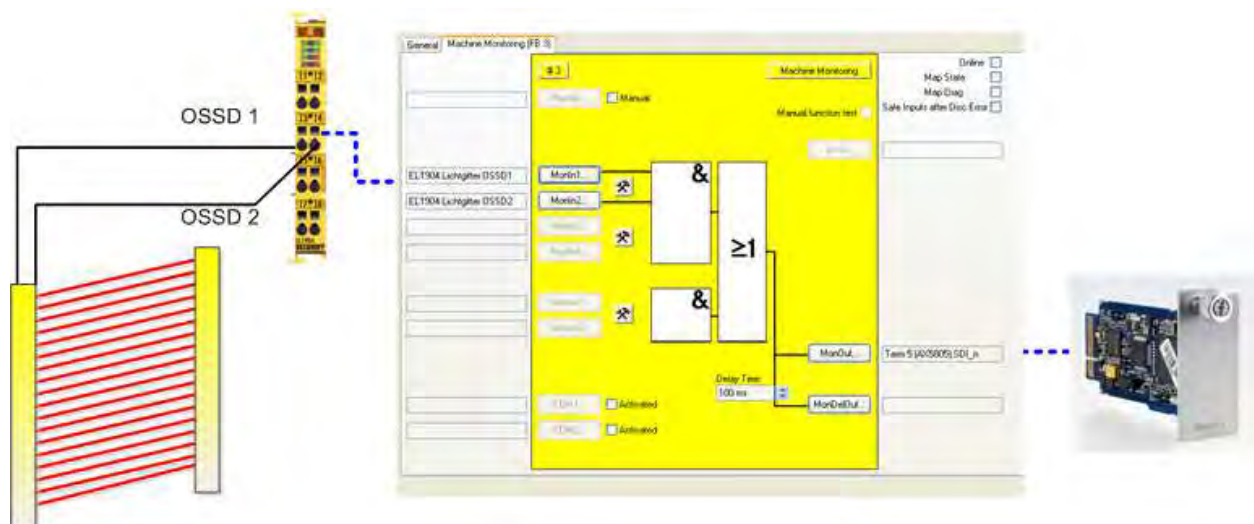 General
Machine Monitoring (FB 3)
Online
Map State
Map Diag
Safe Inputs after Disc Error
# 3
Machine Monitoring
Manual
Manual function test
OSSD 1
OSSD 2
EL1904 Lichtgitter OSSD1
MonIn1...
EL1904 Lichtgitter OSSD2
MonIn2...
&
≥1
&
MonOut...
Term 5 (AX5805).SDI_n
Delay Time:
100 ms
MonDelOut...
Activated
Activated